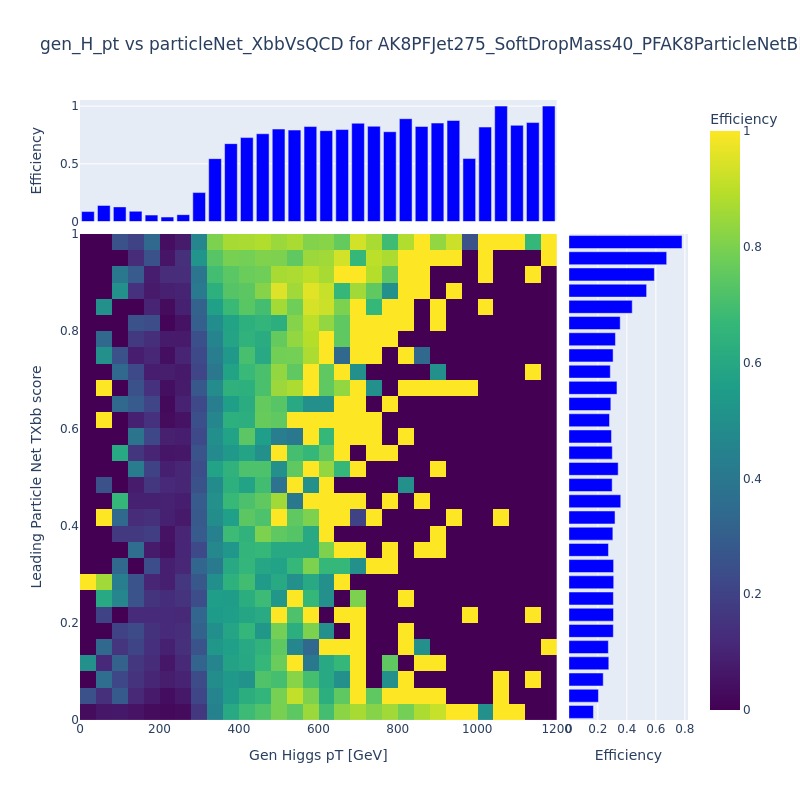 gen_H_pt vs particleNet_XbbVsQCD for AK8PFJet275_SoftDropMass40_PFAK8ParticleNetB
Efficiency
1
0.5
0
Efficiency
1
0.8
0.6
0.4
0.2
0
Leading Particle Net TXbb score
1
0.8
0.6
0.4
0.2
0
0 200 400 600 800 1000 1200
Gen Higgs pT [GeV]
0 0.2 0.4 0.6 0.8
Efficiency